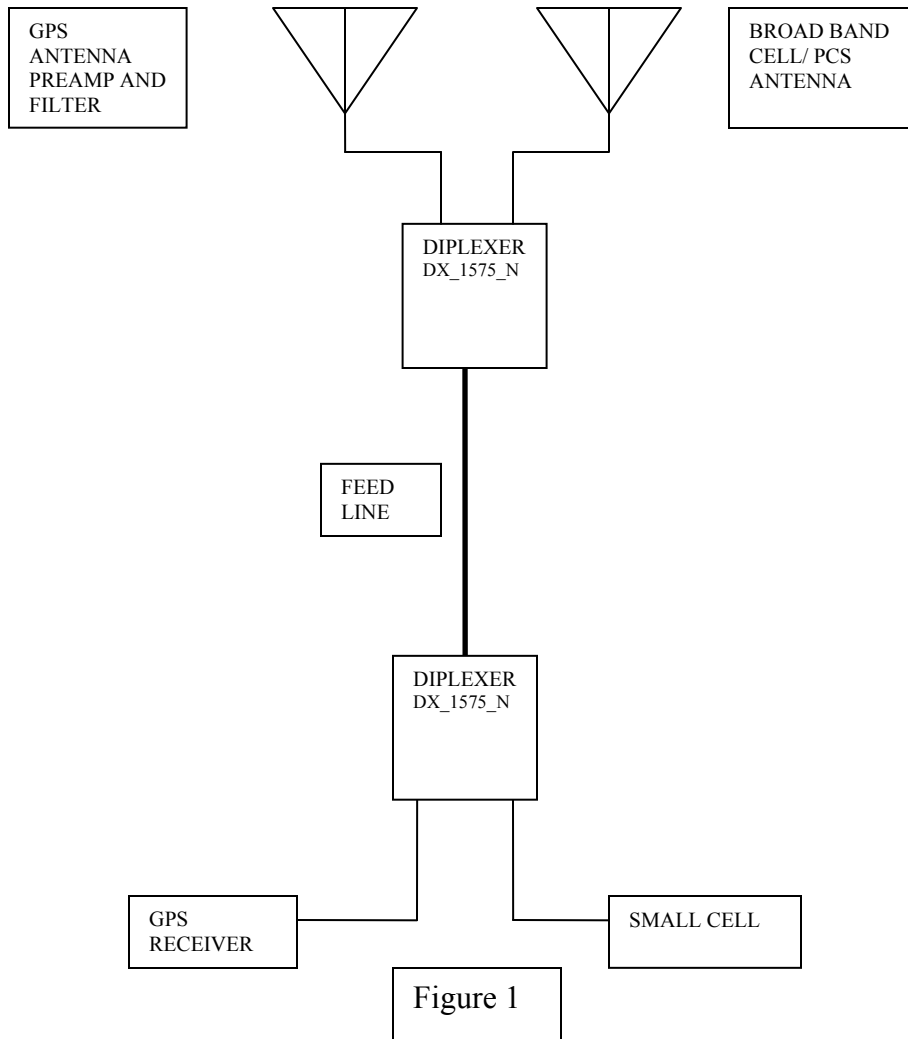 GPS
ANTENNA
PREAMP AND
FILTER
BROAD BAND
CELL/ PCS
ANTENNA
DIPLEXER
DX_1575_N
FEED
LINE
DIPLEXER
DX_1575_N
GPS
RECEIVER
SMALL CELL
Figure 1